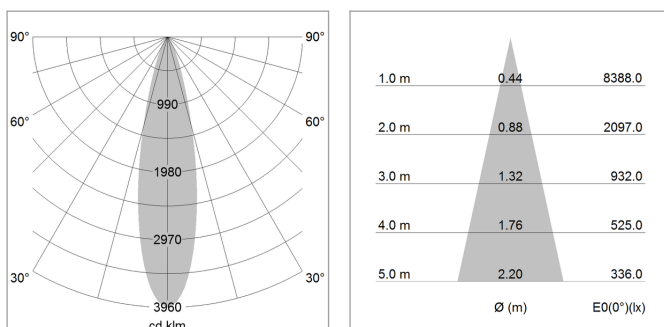 90° 90°
990
60° 60°
1980
2970
30° 30°
3960
cd klm
1.0 m 0.44 8388.0
2.0 m 0.88 2097.0
3.0 m 1.32 932.0
4.0 m 1.76 525.0
5.0 m 2.20 336.0
Ø (m) E0(0°)(lx)